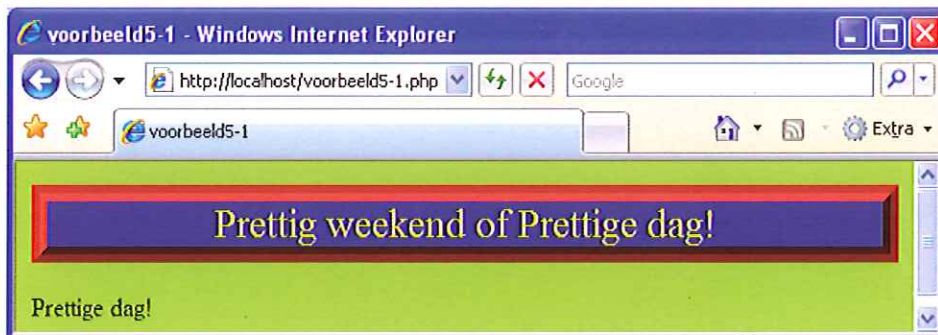 voorbeeld5-1 - Windows Internet Explorer
http://localhost/voorbeeld5-1.php
Google
voorbeeld5-1
Extra
Prettig weekend of Prettige dag!
Prettige dag!